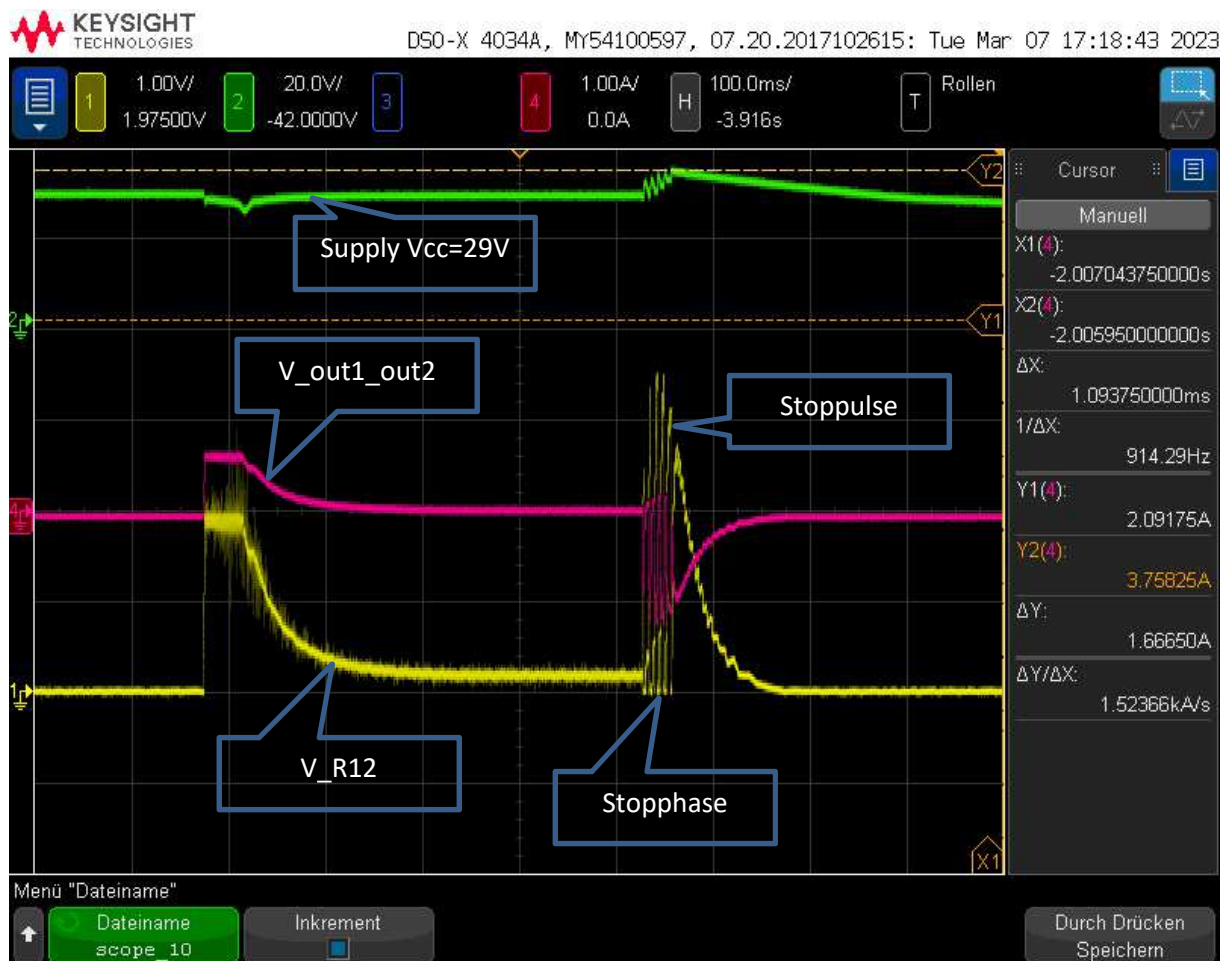 KEYSIGHT
TECHNOLOGIES
DSO-X 4034A, MY54100597, 07.20.2017102615: Tue Mar 07 17:18:43 2023
1 1.00V/ 2 20.0V/ 3 4 1.00A/ H 100.0ms/ T Rollen
1.97500V -42.0000V 0.0A -3.916s
Y2
Supply Vcc=29V
2
Y1
V_out1_out2
Stoppulse
4
1
V_R12
Stopphase
X1
Cursor
Manuell
X1(4):
-2.007043750000s
X2(4):
-2.005950000000s
ΔX:
1.093750000ms
1/ΔX:
914.29Hz
Y1(4):
2.09175A
Y2(4):
3.75825A
ΔY:
1.66650A
ΔY/ΔX:
1.52366kA/s
Menü "Dateiname"
Dateiname
scope_10
Inkrement
Durch Drücken
Speichern